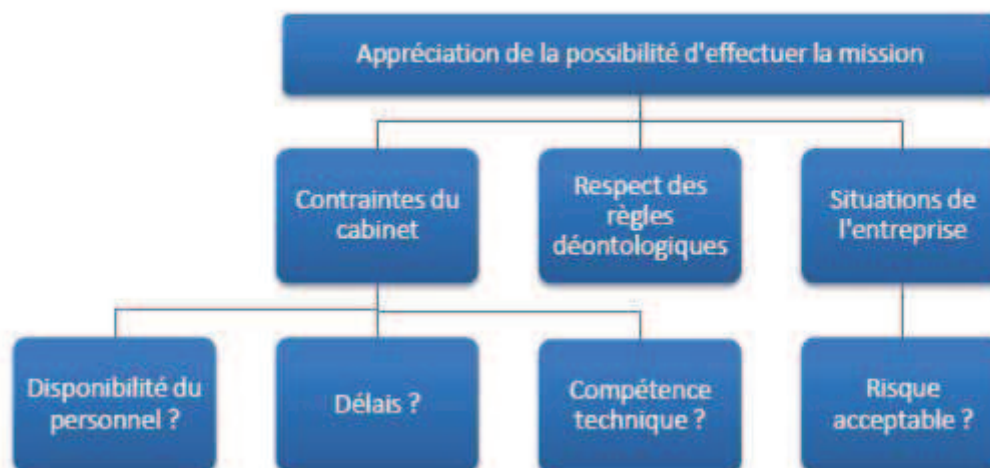 Appréciation de la possibilité d'effectuer la mission
Contraintes du
cabinet
Respect des
règles
déontologiques
Situations de
l'entreprise
Disponibilité du
personnel ?
Délais ?
Compétence
technique ?
Risque
acceptable ?